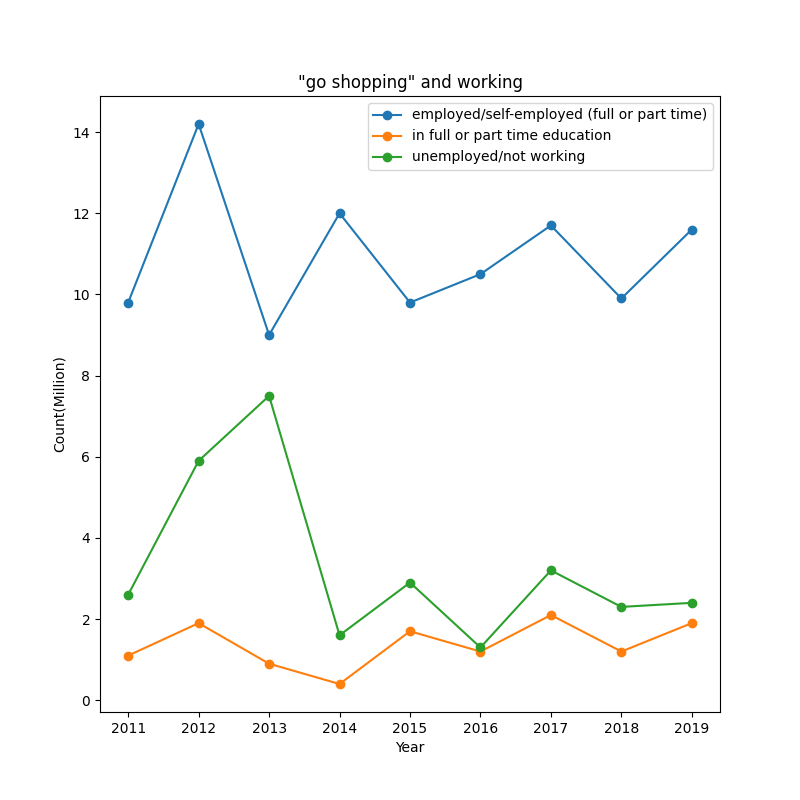 "go shopping" and working
employed/self-employed (full or part time)
in full or part time education
unemployed/not working
Count(Million)
14
12
10
8
6
4
2
0
2011 2012 2013 2014 2015 2016 2017 2018 2019
Year